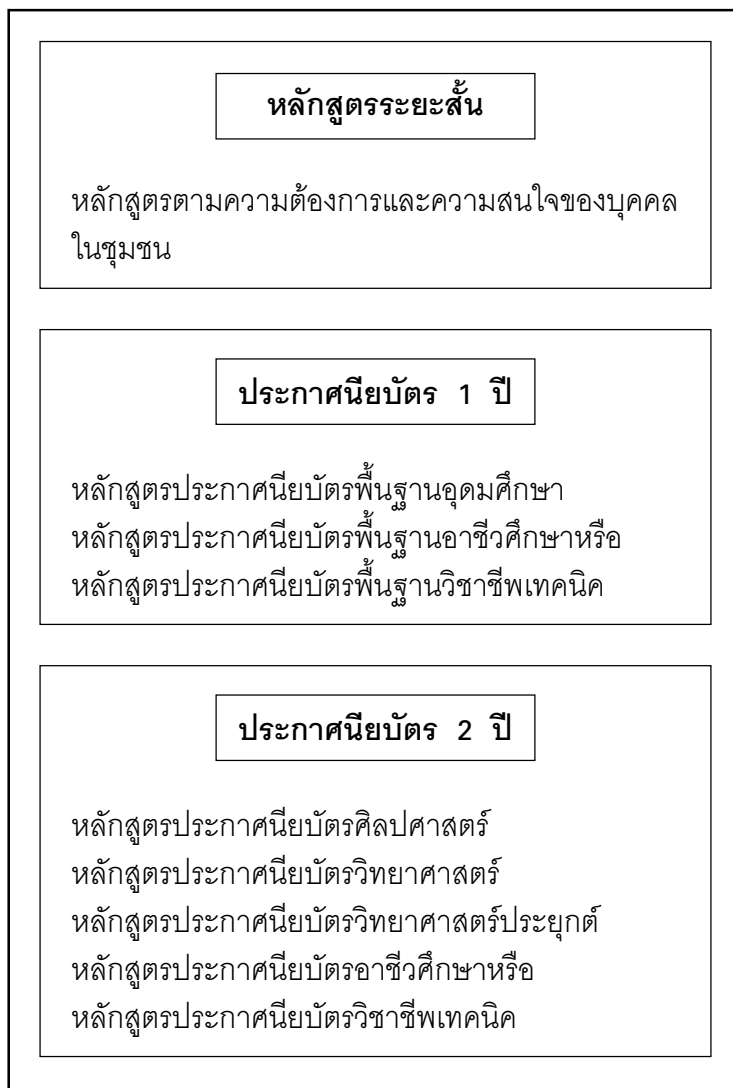 หลักสูตรระยะสั้น
หลักสูตรตามความต้องการและความสนใจของบุคคล
ในชุมชน
ประกาศนียบัตร 1 ปี
หลักสูตรประกาศนียบัตรพื้นฐานอุดมศึกษา
หลักสูตรประกาศนียบัตรพื้นฐานอาชีวศึกษาหรือ
หลักสูตรประกาศนียบัตรพื้นฐานวิชาชีพเทคนิค
ประกาศนียบัตร 2 ปี
หลักสูตรประกาศนียบัตรศิลปศาสตร์
หลักสูตรประกาศนียบัตรวิทยาศาสตร์
หลักสูตรประกาศนียบัตรวิทยาศาสตร์ประยุกต์
หลักสูตรประกาศนียบัตรอาชีวศึกษาหรือ
หลักสูตรประกาศนียบัตรวิชาชีพเทคนิค